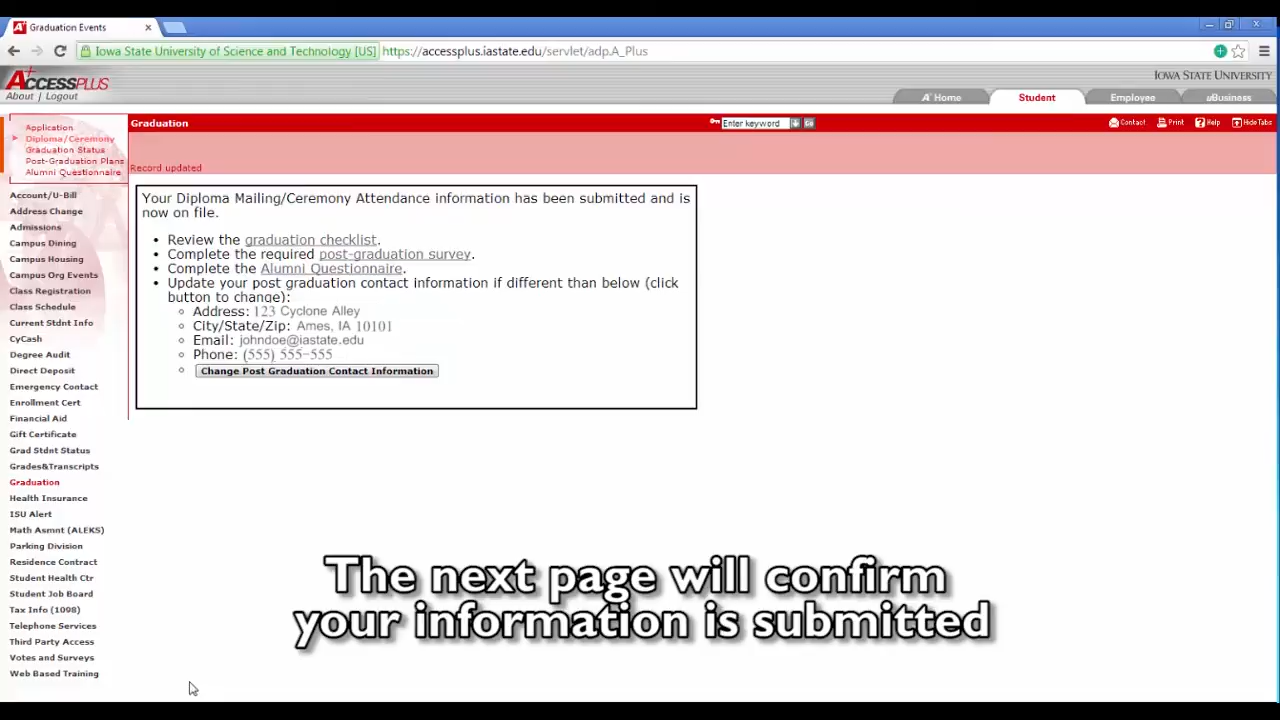 Graduation Events
Iowa State University of Science and Technology [US] https://accessplus.iastate.edu/servlet/adp.A_Plus
A+ ACCESSPLUS
IOWA STATE UNIVERSITY
About | Logout
A+ Home Student Employee uBusiness
Graduation
Enter keyword
Contact Print Help Hide Tabs
Record updated
Application
Diploma/Ceremony
Graduation Status
Post-Graduation Plans
Alumni Questionnaire
Account/U-Bill
Address Change
Admissions
Campus Dining
Campus Housing
Campus Org Events
Class Registration
Class Schedule
Current Stdnt Info
CyCash
Degree Audit
Direct Deposit
Emergency Contact
Enrollment Cert
Financial Aid
Gift Certificate
Grad Stdnt Status
Grades&Transcripts
Graduation
Health Insurance
ISU Alert
Math Asmnt (ALEKS)
Parking Division
Residence Contract
Student Health Ctr
Student Job Board
Tax Info (1098)
Telephone Services
Third Party Access
Votes and Surveys
Web Based Training
Your Diploma Mailing/Ceremony Attendance information has been submitted and is
now on file.
• Review the graduation checklist.
• Complete the required post-graduation survey.
• Complete the Alumni Questionnaire.
• Update your post graduation contact information if different than below (click
button to change):
Address: 123 Cyclone Alley
City/State/Zip: Ames, IA 10101
Email: johndoe@iastate.edu
Phone: (555) 555-555
Change Post Graduation Contact Information
The next page will confirm
your information is submitted